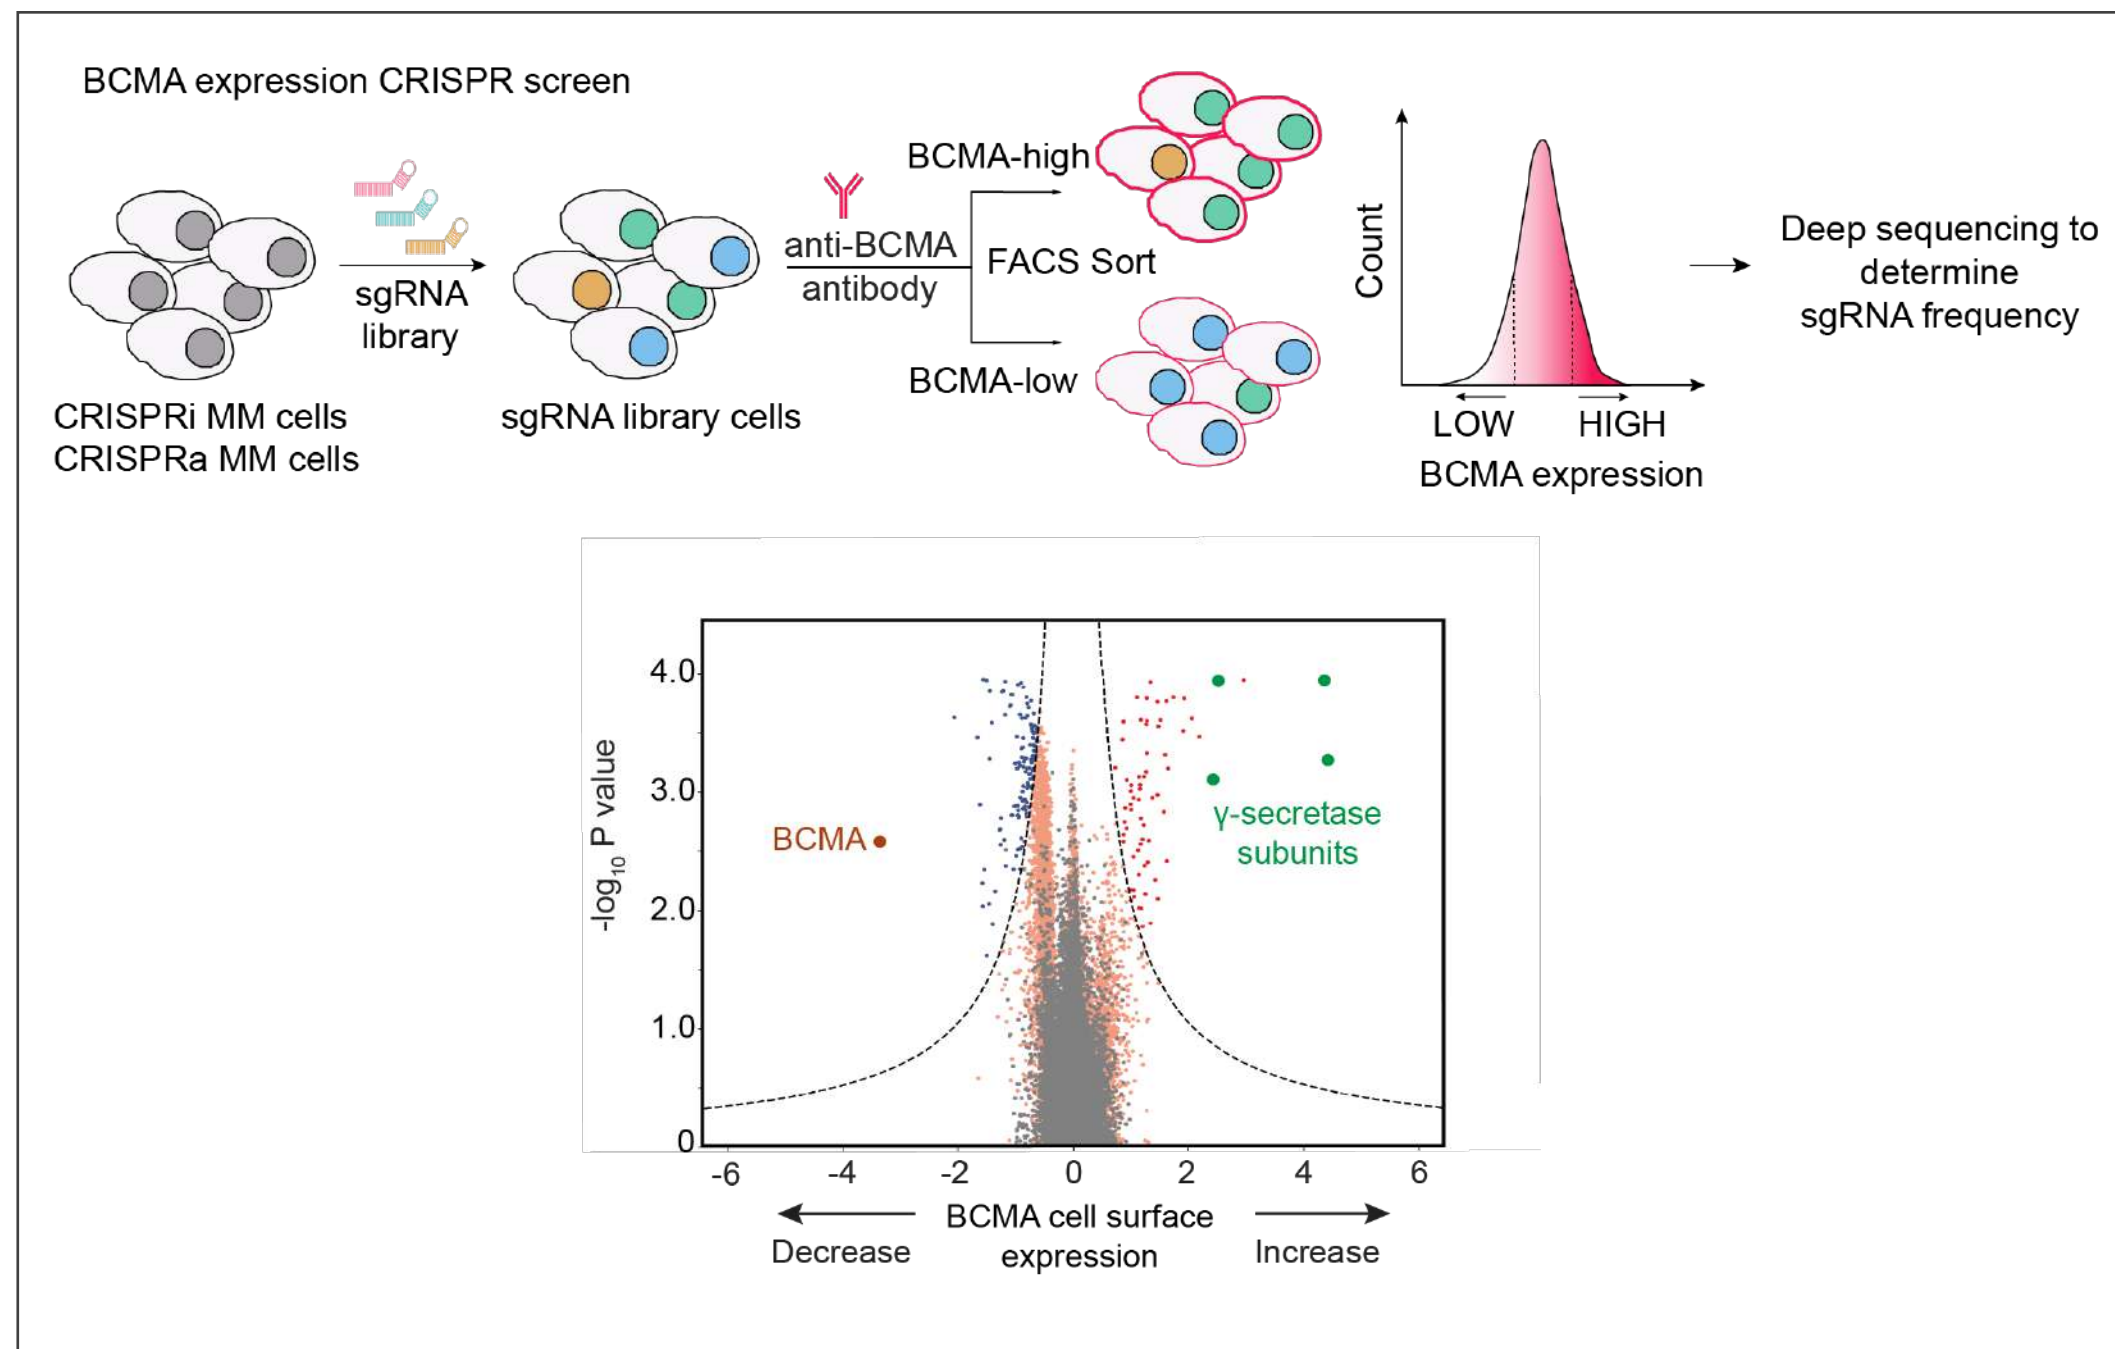 BCMA expression CRISPR screen
sgRNA
library
CRISPRi MM cells
CRISPRa MM cells
sgRNA library cells
anti-BCMA
antibody
BCMA-high
FACS Sort
BCMA-low
Count
LOW
HIGH
BCMA expression
Deep sequencing to
determine
sgRNA frequency
-log10 P value
4.0
3.0
2.0
1.0
0
BCMA
γ-secretase
subunits
-6
-4
-2
0
2
4
6
BCMA cell surface
expression
Decrease
Increase